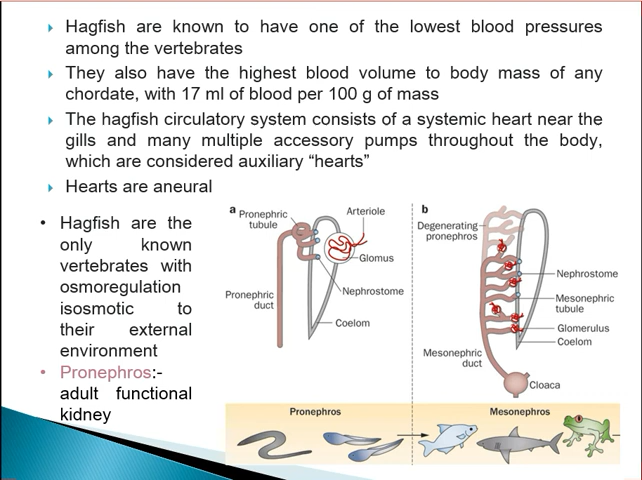 Hagfish are known to have one of the lowest blood pressures
among the vertebrates
They also have the highest blood volume to body mass of any
chordate, with 17 ml of blood per 100 g of mass
The hagfish circulatory system consists of a systemic heart near the
gills and many multiple accessory pumps throughout the body,
which are considered auxiliary “hearts”
Hearts are aneural
• Hagfish are the
only known
vertebrates with
osmoregulation
isosmotic to
their external
environment
• Pronephros:-
adult functional
kidney
a
Pronephric
tubule
Arteriole
Glomus
Nephrostome
Pronephric
duct
Coelom
b
Degenerating
pronephros
Nephrostome
Mesonephric
tubule
Glomerulus
Coelom
Mesonephric
duct
Cloaca
Pronephros
Mesonephros